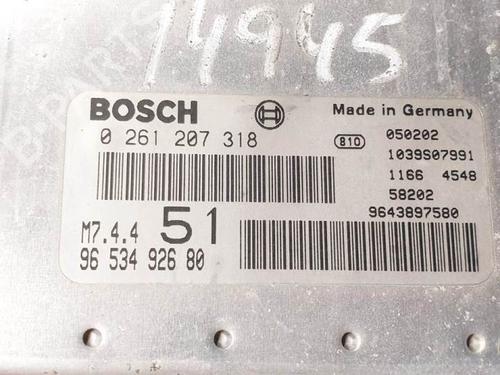 14945
BOSCH
Made in Germany
0 261 207 318
810
050202
1039S07991
1166 4548
58202
9643897580
M7.4.4 51
96 534 926 80